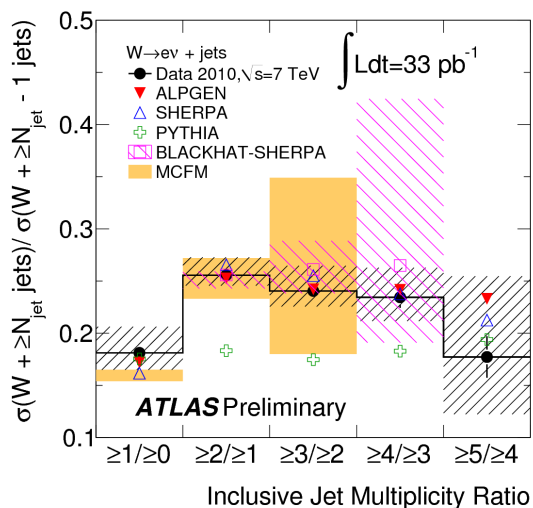 σ(W + ≥N_jet jets)/ σ(W + ≥N_jet - 1 jets)
0.5
0.4
0.3
0.2
0.1
W→eν + jets
Data 2010,√s=7 TeV
ALPGEN
SHERPA
PYTHIA
BLACKHAT-SHERPA
MCFM
∫Ldt=33 pb⁻¹
ATLAS Preliminary
≥1/≥0 ≥2/≥1 ≥3/≥2 ≥4/≥3 ≥5/≥4
Inclusive Jet Multiplicity Ratio